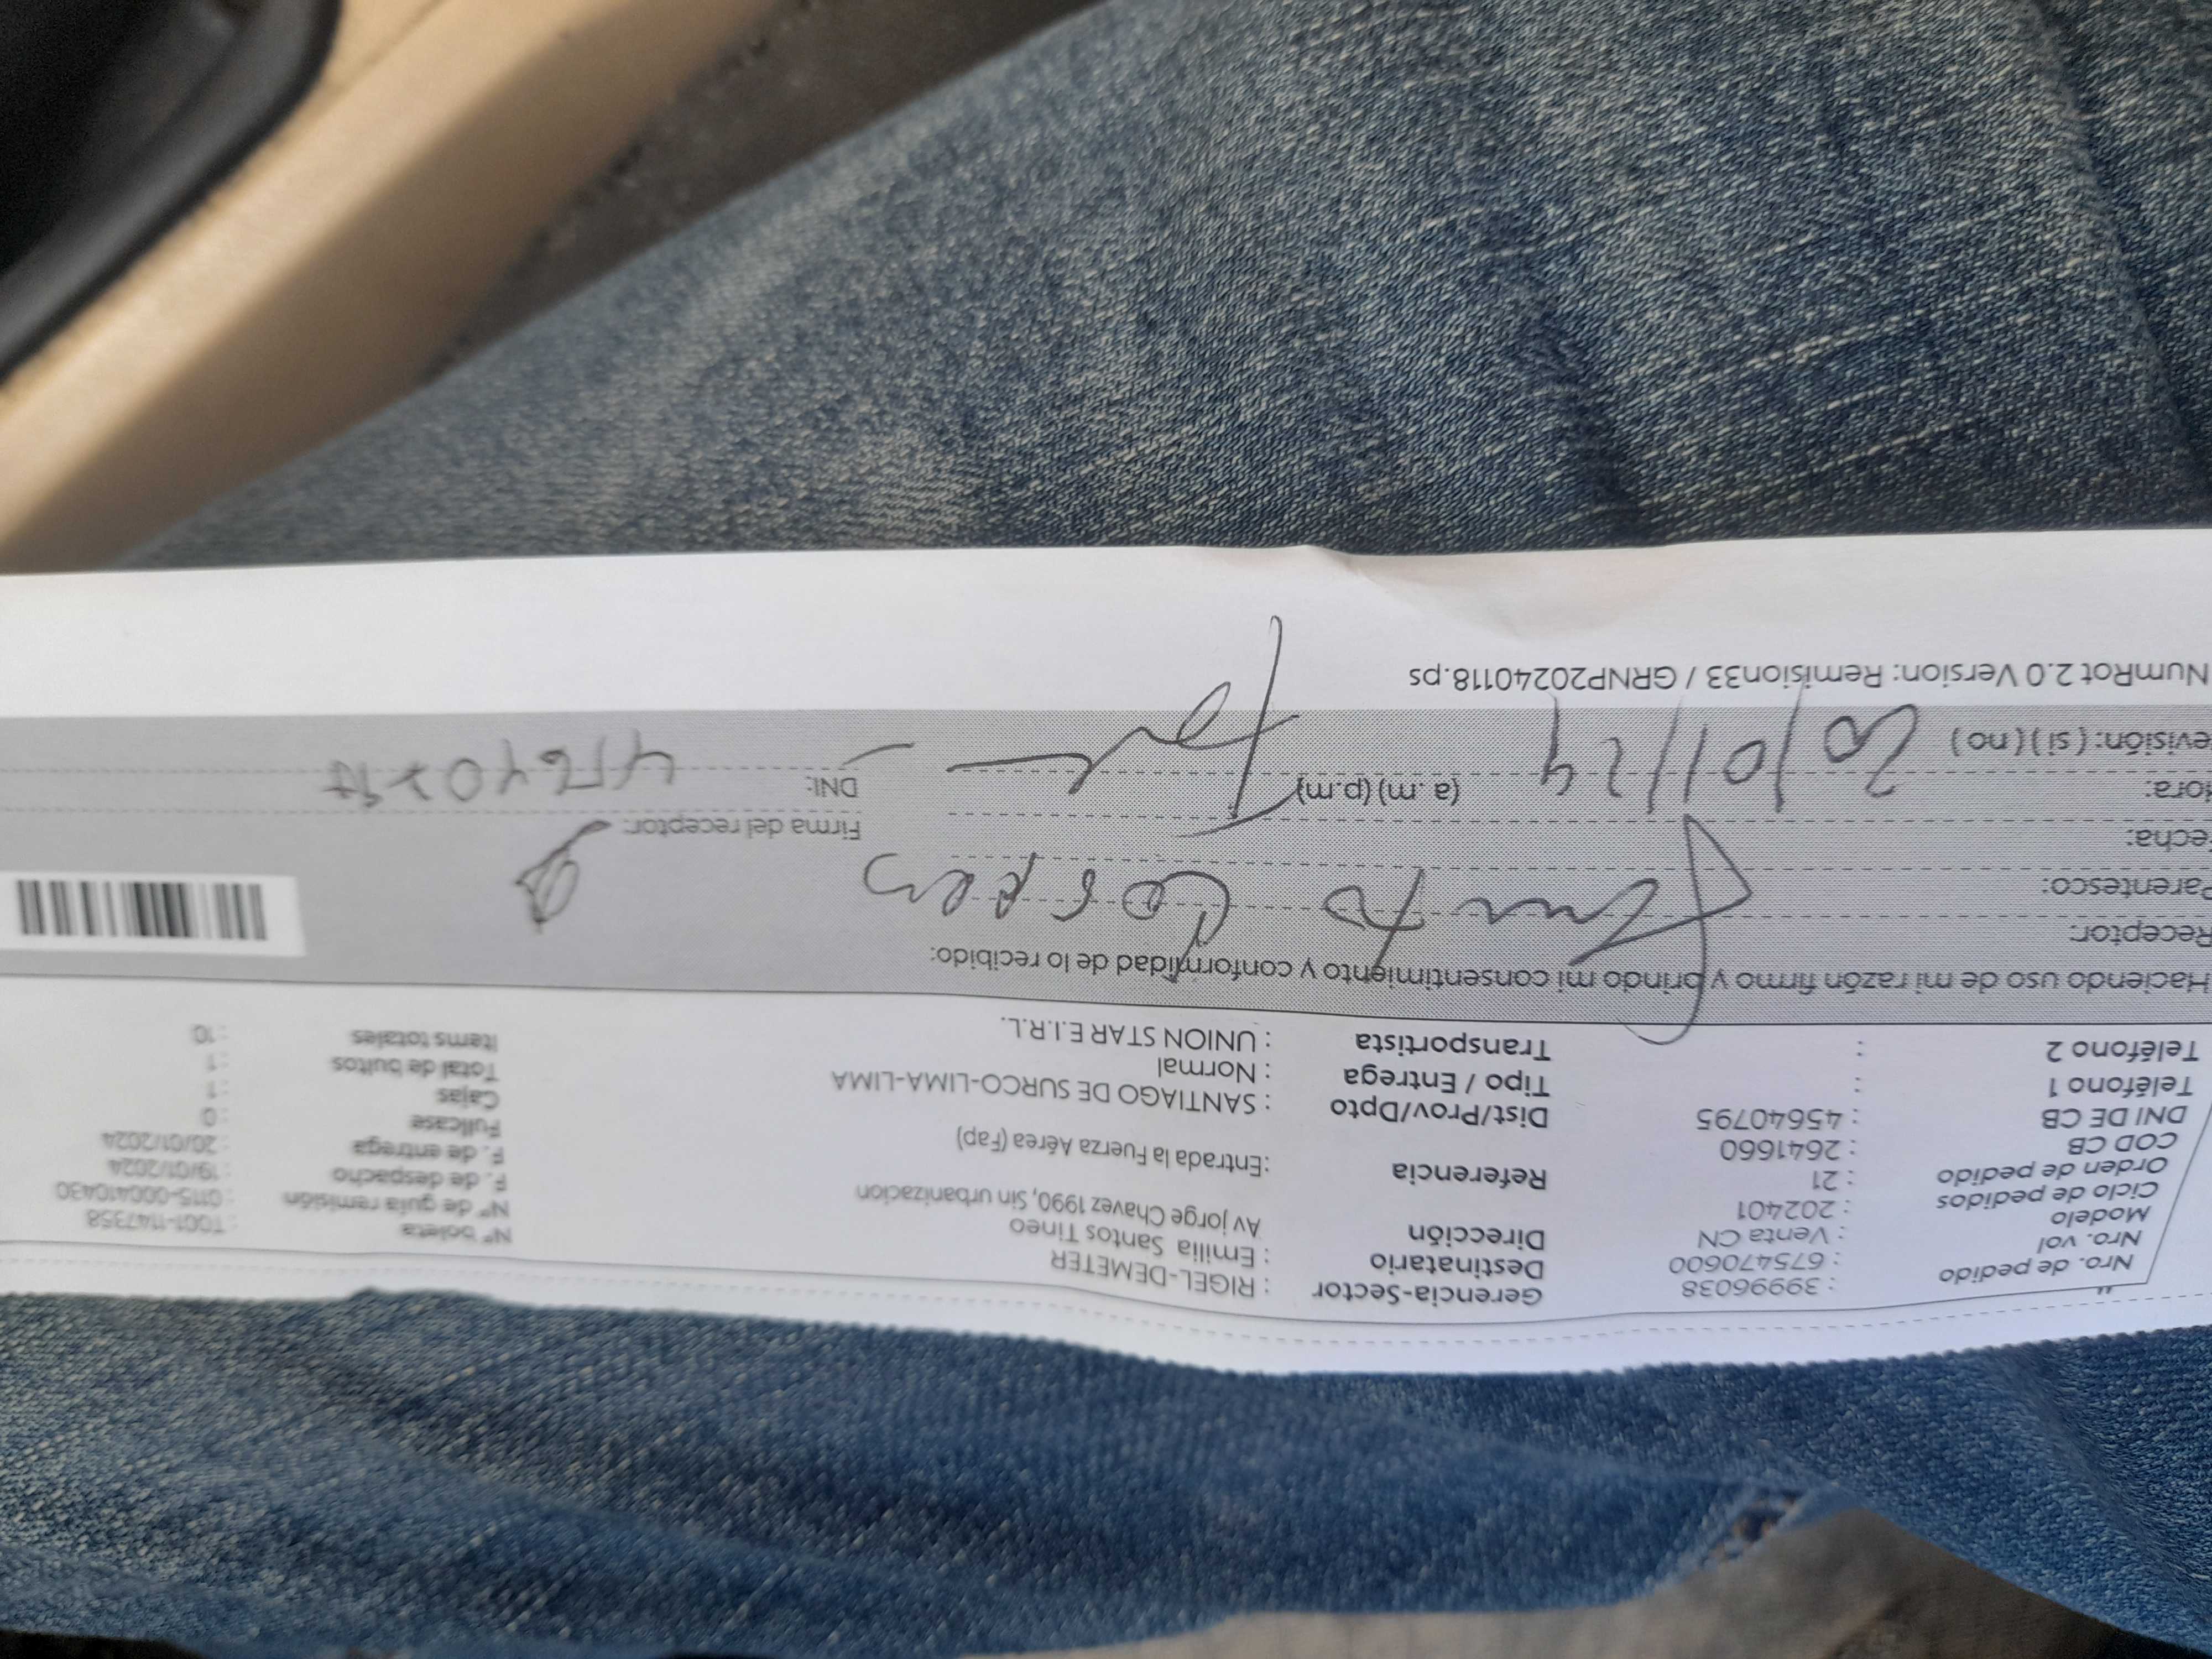 Nro. de pedido : 39996038
Nro. vol : 675470600
Modelo : Venta CN
Ciclo de pedidos : 202401
Orden de pedido : 21
COD CB : 2641660
DNI DE CB : 45640795
Teléfono 1 :
Teléfono 2 :
Gerencia-Sector : RIGEL-DEMETER
Destinatario : Emilia Santos Tineo
Dirección Av jorge Chavez 1990, Sin urbanizacion
Referencia :Entrada la Fuerza Aérea (Fap)
Dist/Prov/Dpto : SANTIAGO DE SURCO-LIMA-LIMA
Tipo / Entrega : Normal
Transportista : UNION STAR E.I.R.L.
N° boleta : T001-1147358
N° de guía remisión : 0115-000410430
F. de despacho : 19/01/2024
F. de entrega : 20/01/2024
Fullcase : 0
Cajas : 1
Total de bultos : 1
Items totales : 10
Haciendo uso de mi razón firmo y brindo mi consentimiento y conformidad de lo recibido:
Receptor:
Parentesco:
Fecha:
Hora: (a. m) (p.m)
evisión: ( si ) ( no ) 20/01/24
Firma del receptor:
DNI:
NumRot 2.0 Version: Remision33 / GRNP20240118.ps